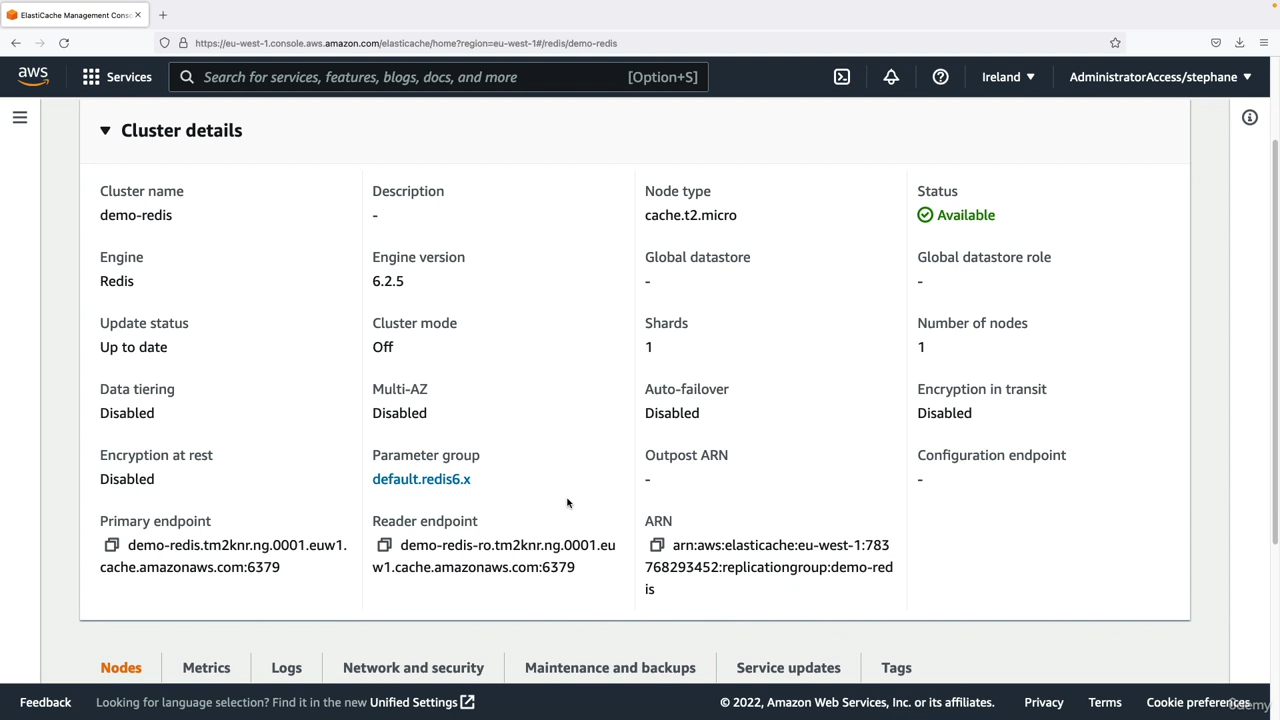 ElastiCache Management Cons
https://eu-west-1.console.aws.amazon.com/elasticache/home?region=eu-west-1#/redis/demo-redis
aws
Services
Search for services, features, blogs, docs, and more
[Option+S]
Ireland
AdministratorAccess/stephane
Cluster details
Cluster name
Description
Node type
Status
demo-redis
-
cache.t2.micro
Available
Engine
Engine version
Global datastore
Global datastore role
Redis
6.2.5
-
-
Update status
Cluster mode
Shards
Number of nodes
Up to date
Off
1
1
Data tiering
Multi-AZ
Auto-failover
Encryption in transit
Disabled
Disabled
Disabled
Disabled
Encryption at rest
Parameter group
Outpost ARN
Configuration endpoint
Disabled
default.redis6.x
-
-
Primary endpoint
Reader endpoint
ARN
demo-redis.tm2knr.ng.0001.euw1.
cache.amazonaws.com:6379
demo-redis-ro.tm2knr.ng.0001.eu
w1.cache.amazonaws.com:6379
arn:aws:elasticache:eu-west-1:783
768293452:replicationgroup:demo-red
is
Nodes
Metrics
Logs
Network and security
Maintenance and backups
Service updates
Tags
Feedback
Looking for language selection? Find it in the new Unified Settings
© 2022, Amazon Web Services, Inc. or its affiliates.
Privacy
Terms
Cookie preferences
Udemy